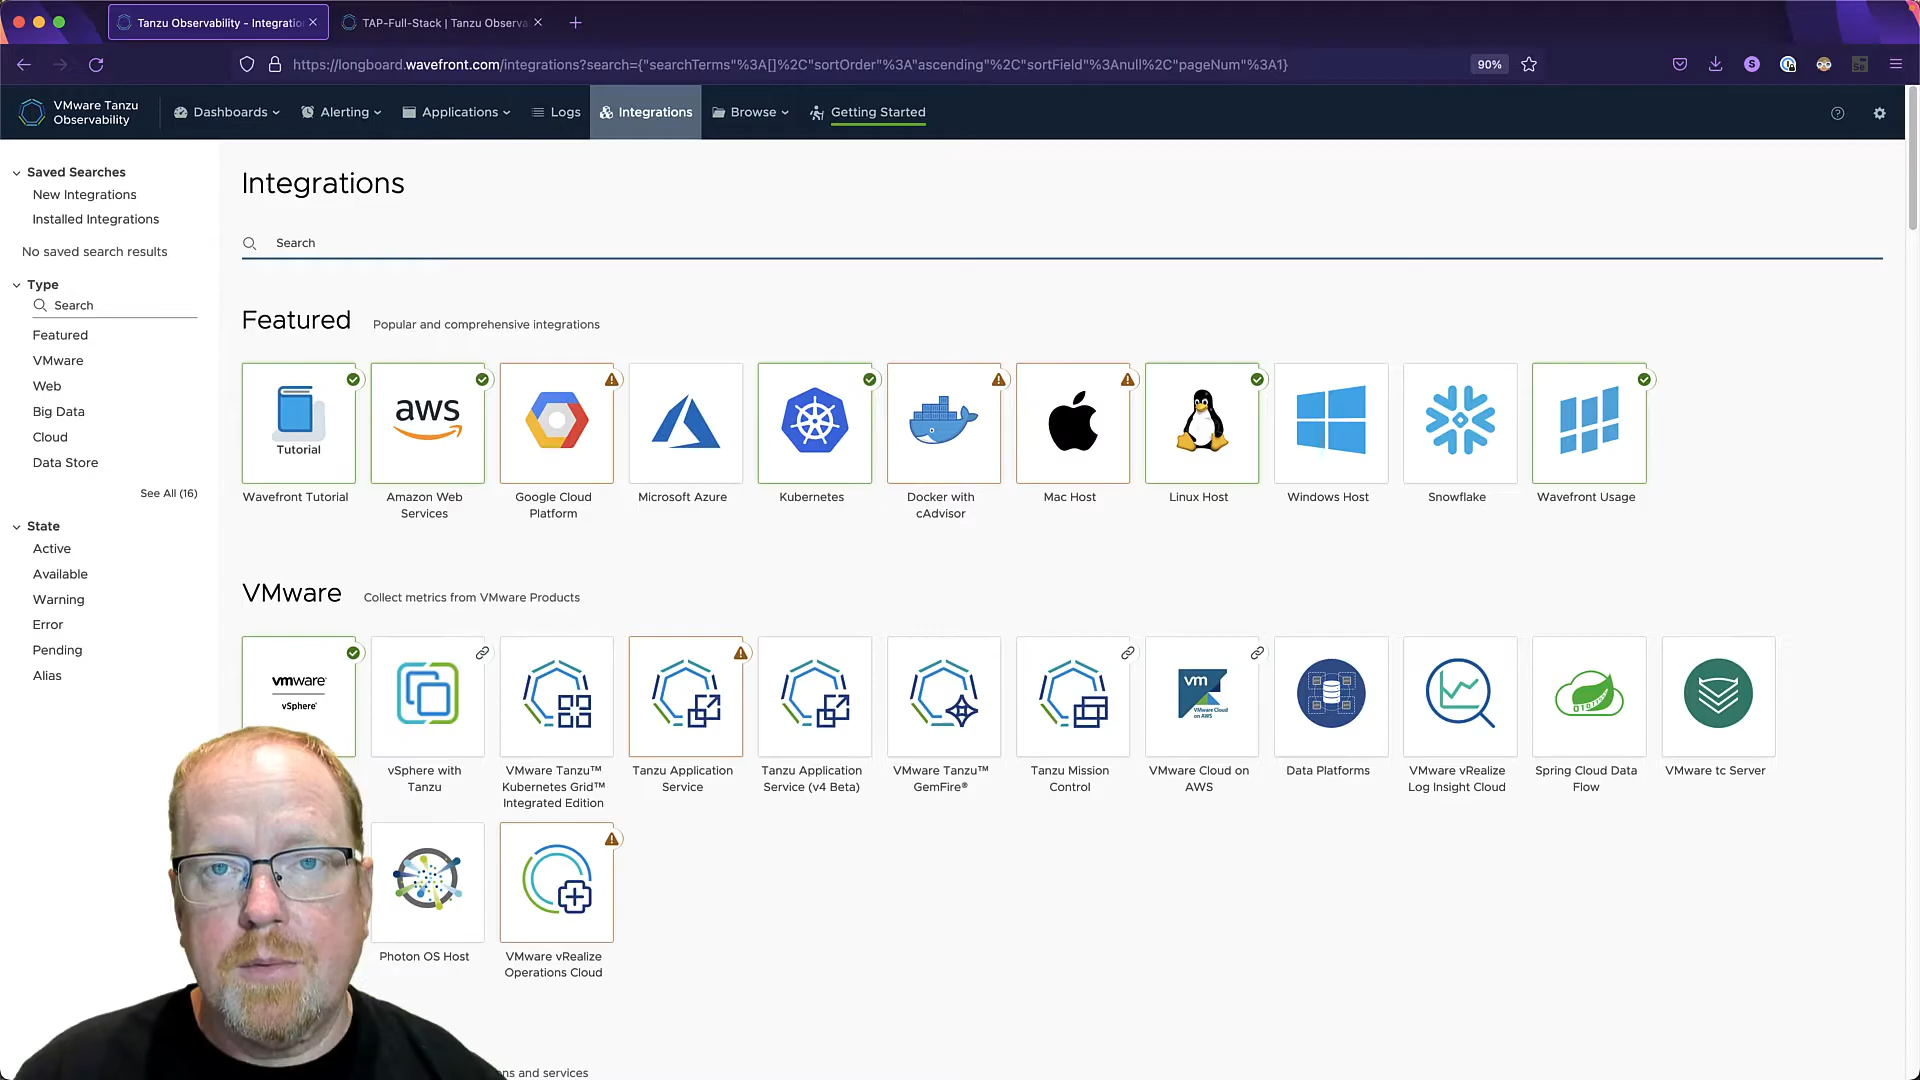 Tanzu Observability - Integratio
TAP-Full-Stack | Tanzu Observa
https://longboard.wavefront.com/integrations?search={"searchTerms"%3A[]%2C"sortOrder"%3A"ascending"%2C"sortField"%3Anull%2C"pageNum"%3A1}
90%
S
VMware Tanzu
Observability
Dashboards
Alerting
Applications
Logs
Integrations
Browse
Getting Started
Saved Searches
New Integrations
Installed Integrations
No saved search results
Type
Search
Featured
VMware
Web
Big Data
Cloud
Data Store
See All (16)
State
Active
Available
Warning
Error
Pending
Alias
Integrations
Search
Featured
Popular and comprehensive integrations
Tutorial
aws
Wavefront Tutorial
Amazon Web
Services
Google Cloud
Platform
Microsoft Azure
Kubernetes
Docker with
cAdvisor
Mac Host
Linux Host
Windows Host
Snowflake
Wavefront Usage
VMware
Collect metrics from VMware Products
vmware
vSphere
vm
VMware Cloud
on AWS
vSphere with
Tanzu
VMware Tanzu™
Kubernetes Grid™
Integrated Edition
Tanzu Application
Service
Tanzu Application
Service (v4 Beta)
VMware Tanzu™
GemFire®
Tanzu Mission
Control
VMware Cloud on
AWS
Data Platforms
VMware vRealize
Log Insight Cloud
Spring Cloud Data
Flow
VMware tc Server
Photon OS Host
VMware vRealize
Operations Cloud
and services